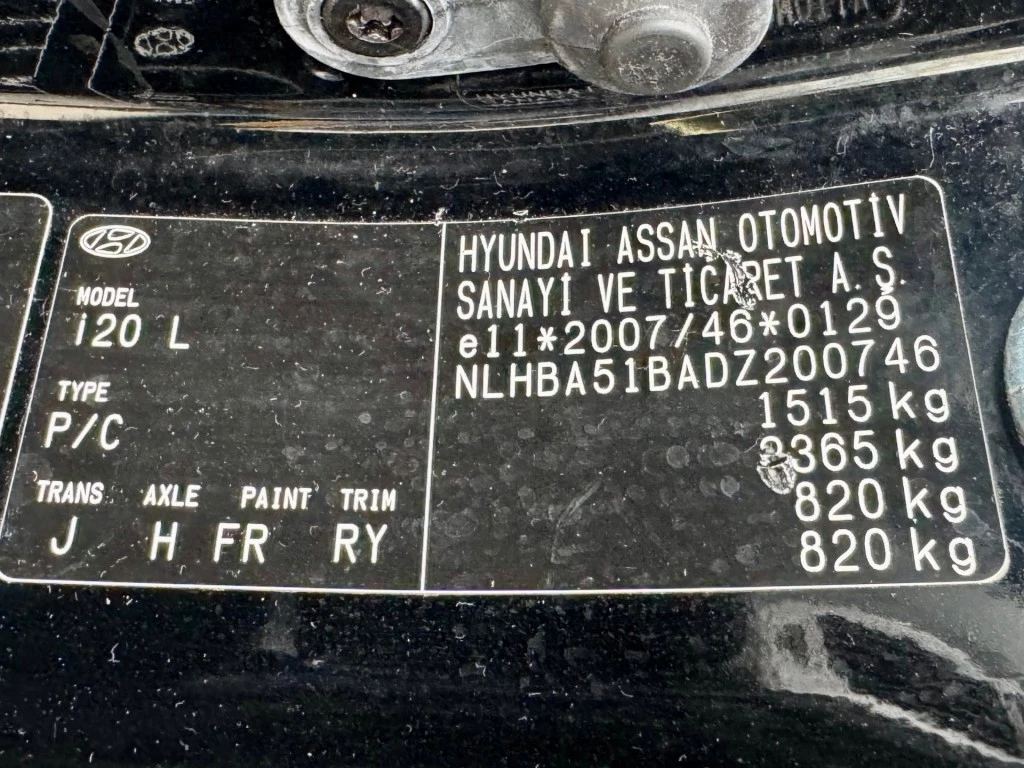 MODEL
i20 L
TYPE
P/C
TRANS AXLE PAINT TRIM
J H FR RY
HYUNDAI ASSAN OTOMOTİV
SANAYİ VE TİCARET A.Ş.
e11*2007/46*0129
NLHBA51BADZ200746
1515 kg
2365 kg
820 kg
820 kg